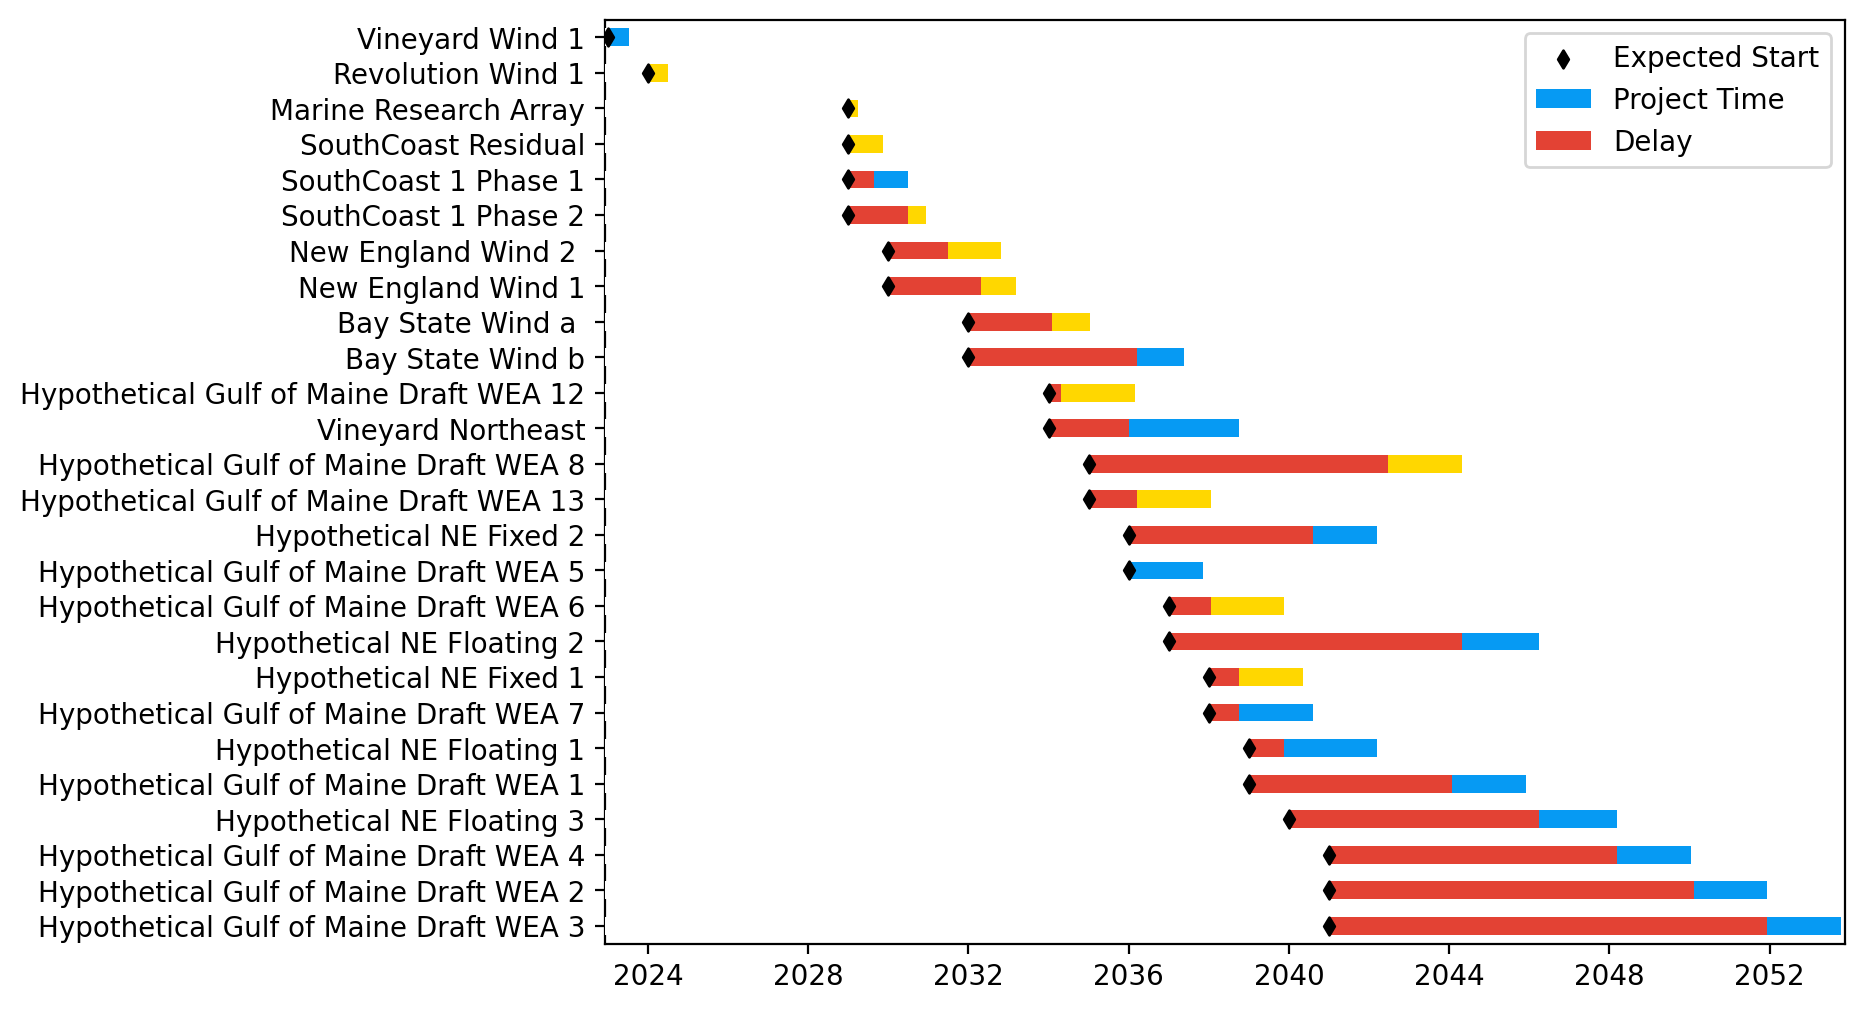 Vineyard Wind 1
Revolution Wind 1
Marine Research Array
SouthCoast Residual
SouthCoast 1 Phase 1
SouthCoast 1 Phase 2
New England Wind 2
New England Wind 1
Bay State Wind a
Bay State Wind b
Hypothetical Gulf of Maine Draft WEA 12
Vineyard Northeast
Hypothetical Gulf of Maine Draft WEA 8
Hypothetical Gulf of Maine Draft WEA 13
Hypothetical NE Fixed 2
Hypothetical Gulf of Maine Draft WEA 5
Hypothetical Gulf of Maine Draft WEA 6
Hypothetical NE Floating 2
Hypothetical NE Fixed 1
Hypothetical Gulf of Maine Draft WEA 7
Hypothetical NE Floating 1
Hypothetical Gulf of Maine Draft WEA 1
Hypothetical NE Floating 3
Hypothetical Gulf of Maine Draft WEA 4
Hypothetical Gulf of Maine Draft WEA 2
Hypothetical Gulf of Maine Draft WEA 3
Expected Start
Project Time
Delay
2024 2028 2032 2036 2040 2044 2048 2052